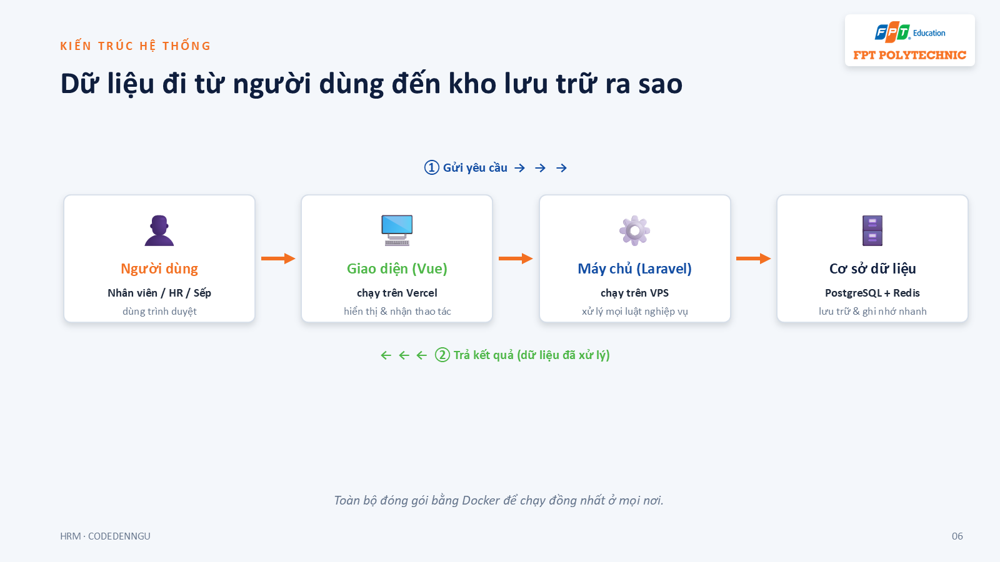 KIẾN TRÚC HỆ THỐNG
FPT Education
FPT POLYTECHNIC
Dữ liệu đi từ người dùng đến kho lưu trữ ra sao
① Gửi yêu cầu → → →
Người dùng
Nhân viên / HR / Sếp
dùng trình duyệt
Giao diện (Vue)
chạy trên Vercel
hiển thị & nhận thao tác
Máy chủ (Laravel)
chạy trên VPS
xử lý mọi luật nghiệp vụ
Cơ sở dữ liệu
PostgreSQL + Redis
lưu trữ & ghi nhớ nhanh
← ← ← ② Trả kết quả (dữ liệu đã xử lý)
Toàn bộ đóng gói bằng Docker để chạy đồng nhất ở mọi nơi.
HRM · CODEDENNGU
06